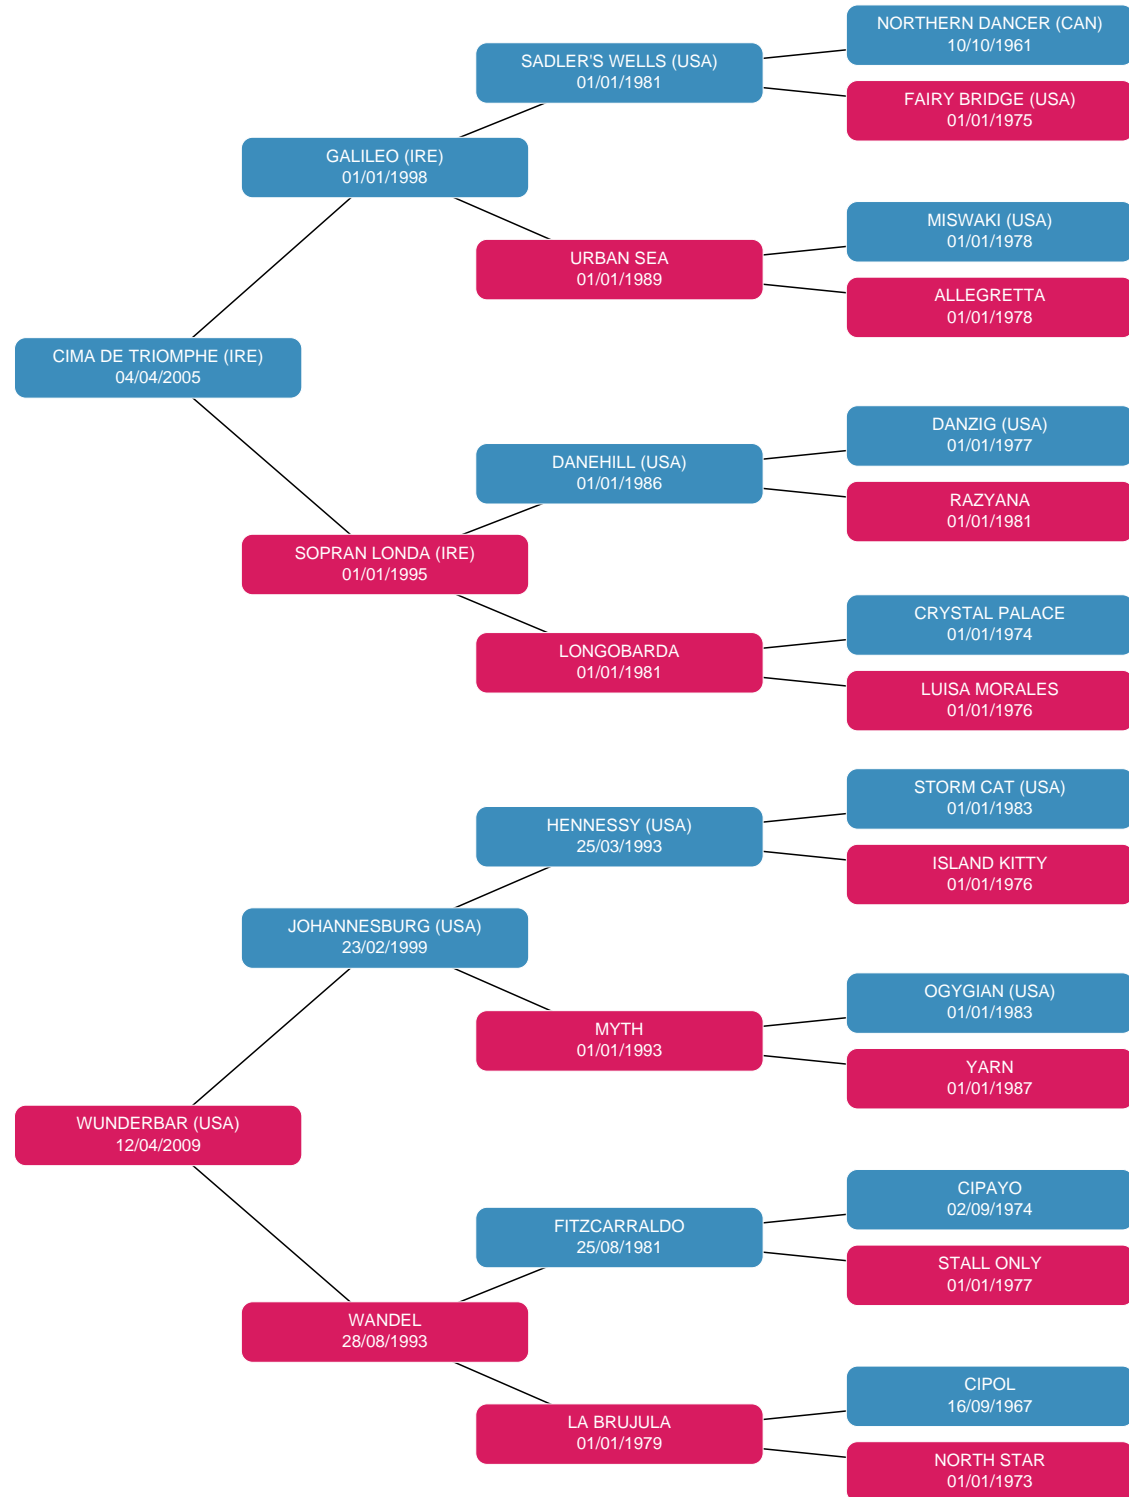 NORTHERN DANCER (CAN)
10/10/1961
SADLER'S WELLS (USA)
01/01/1981
FAIRY BRIDGE (USA)
01/01/1975
GALILEO (IRE)
01/01/1998
MISWAKI (USA)
01/01/1978
URBAN SEA
01/01/1989
ALLEGRETTA
01/01/1978
CIMA DE TRIOMPHE (IRE)
04/04/2005
DANZIG (USA)
01/01/1977
DANEHILL (USA)
01/01/1986
RAZYANA
01/01/1981
SOPRAN LONDA (IRE)
01/01/1995
CRYSTAL PALACE
01/01/1974
LONGOBARDA
01/01/1981
LUISA MORALES
01/01/1976
STORM CAT (USA)
01/01/1983
HENNESSY (USA)
25/03/1993
ISLAND KITTY
01/01/1976
JOHANNESBURG (USA)
23/02/1999
OGYGIAN (USA)
01/01/1983
MYTH
01/01/1993
YARN
01/01/1987
WUNDERBAR (USA)
12/04/2009
CIPAYO
02/09/1974
FITZCARRALDO
25/08/1981
STALL ONLY
01/01/1977
WANDEL
28/08/1993
CIPOL
16/09/1967
LA BRUJULA
01/01/1979
NORTH STAR
01/01/1973